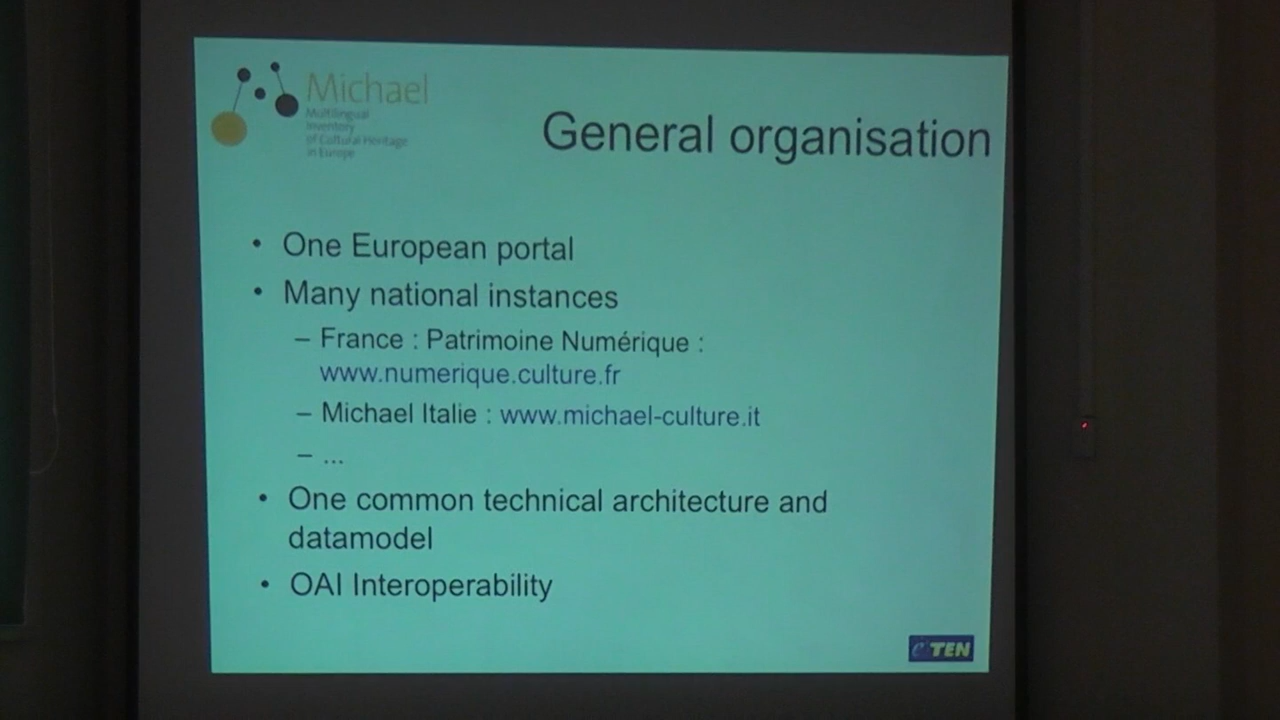 Michael
Multilingual
Inventory
of Cultural Heritage
in Europe
General organisation
• One European portal
• Many national instances
– France : Patrimoine Numérique :
www.numerique.culture.fr
– Michael Italie : www.michael-culture.it
– ...
• One common technical architecture and
datamodel
• OAI Interoperability
eTEN